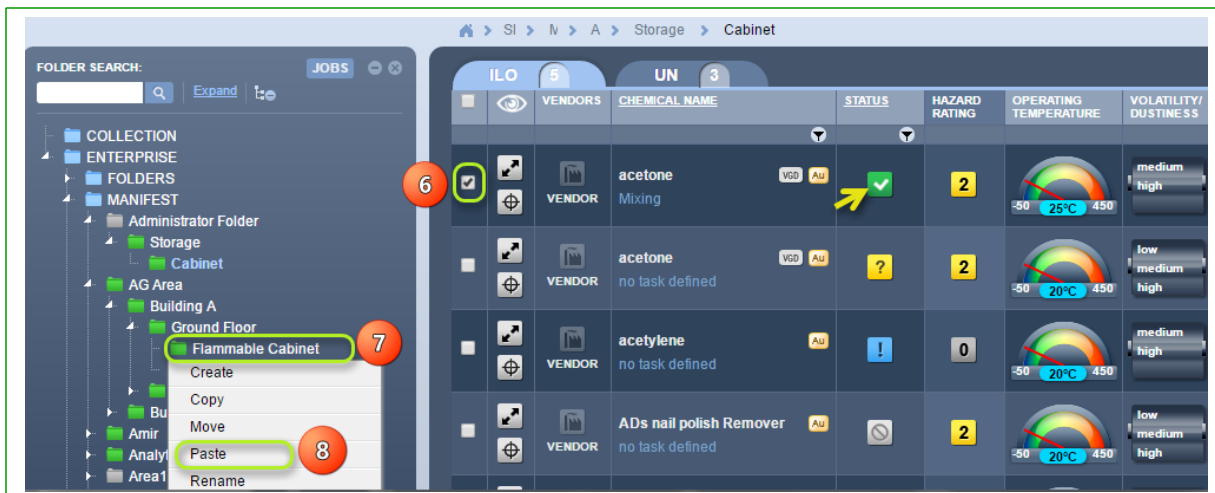 SI > N > A > Storage > Cabinet
FOLDER SEARCH: JOBS
Expand
COLLECTION
ENTERPRISE
FOLDERS
MANIFEST
Administrator Folder
Storage
Cabinet
AG Area
Building A
Ground Floor
Flammable Cabinet
7
Create
Copy
Bu
Move
Amir
Paste
8
Analy
Rename
Area1
6
ILO 5 UN 3
VENDORS CHEMICAL NAME STATUS HAZARD RATING OPERATING TEMPERATURE VOLATILITY/ DUSTINESS
acetone VGD Au
Mixing
VENDOR
2
-50 25°C 450
medium
high
acetone VGD Au
no task defined
VENDOR
?
2
-50 20°C 450
low
medium
high
acetylene Au
no task defined
VENDOR
!
0
-50 20°C 450
medium
high
ADs nail polish Remover Au
no task defined
VENDOR
2
-50 20°C 450
low
medium
high